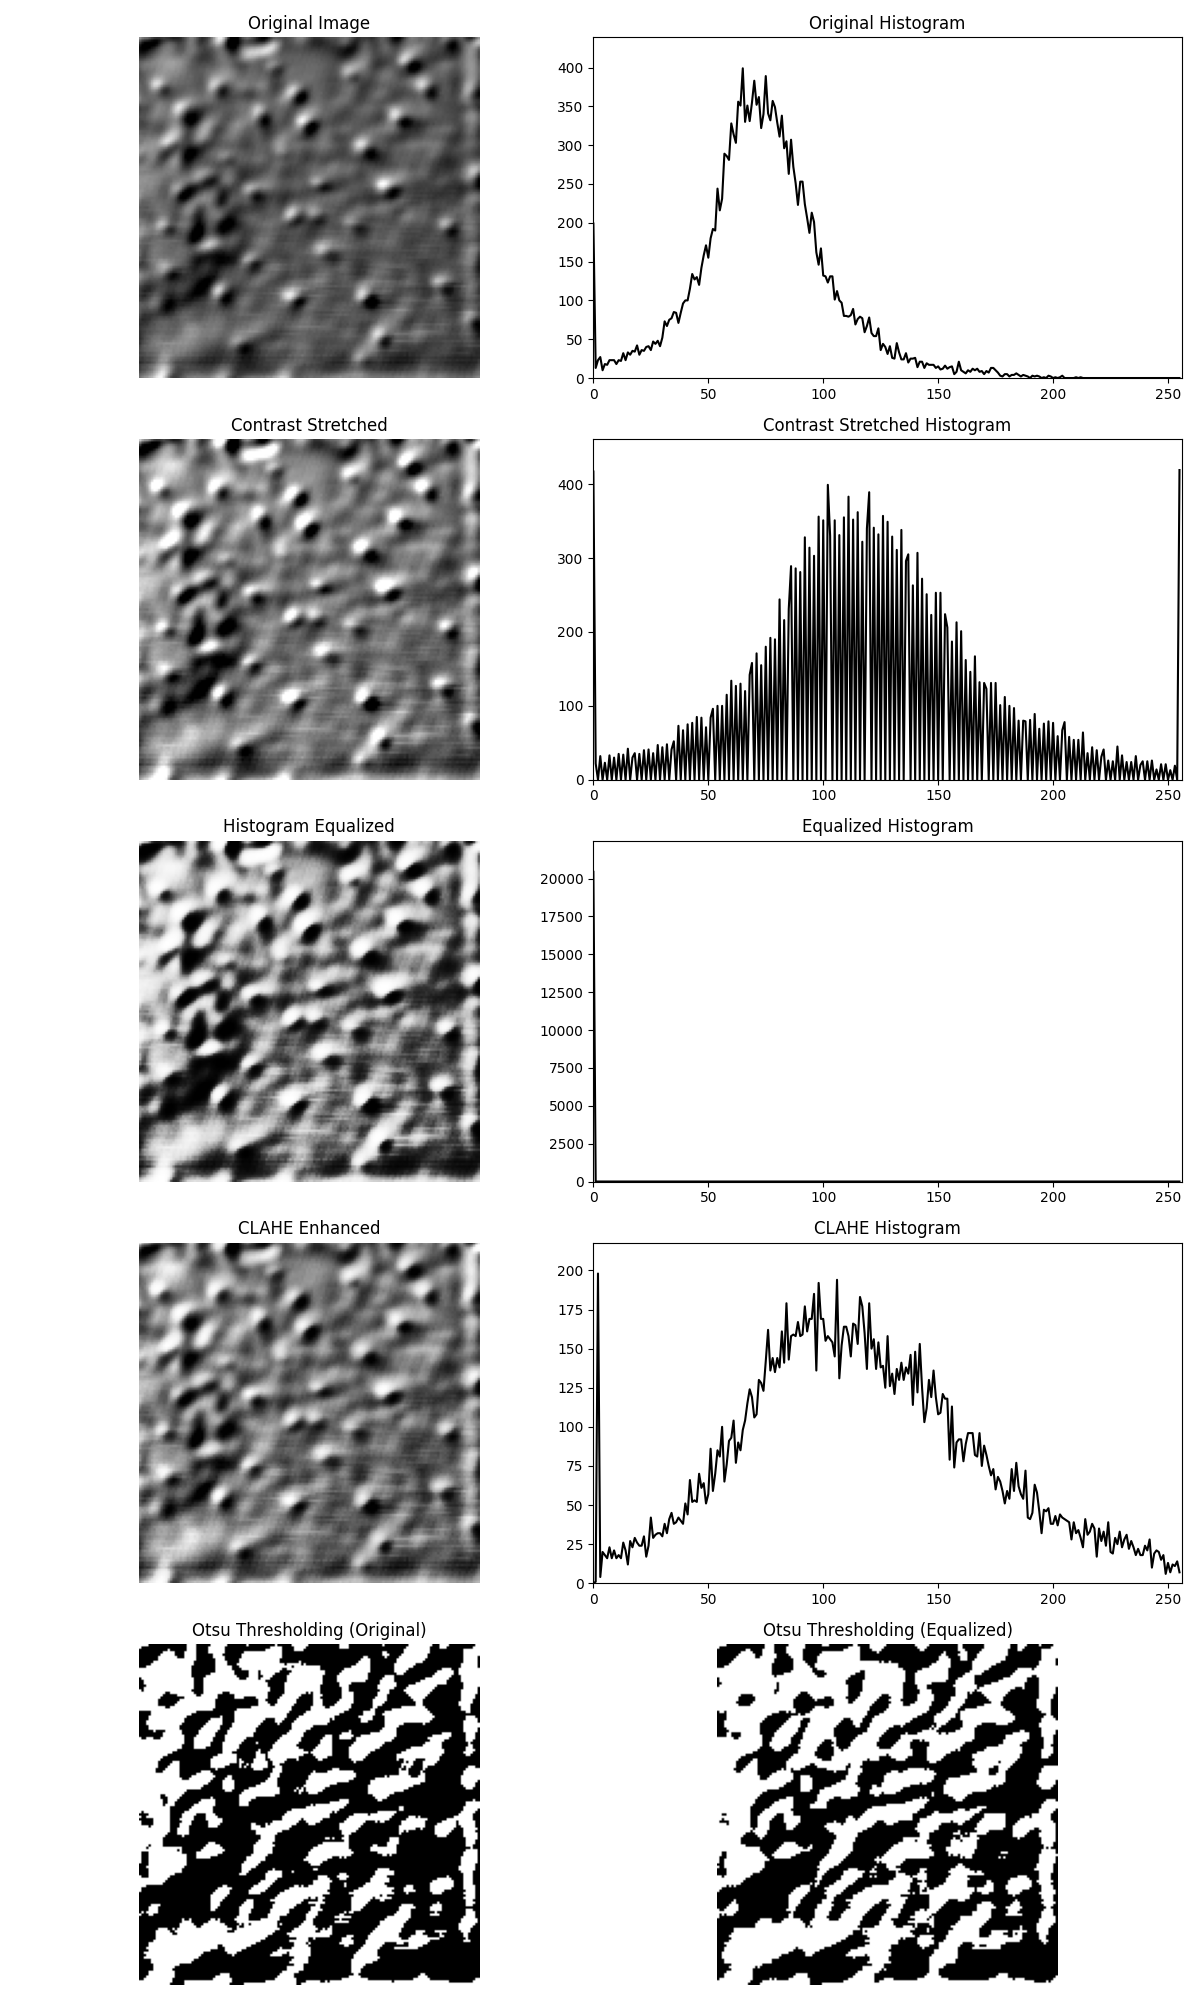 Original Image
Original Histogram
400
350
300
250
200
150
100
50
0
0 50 100 150 200 250
Contrast Stretched
Contrast Stretched Histogram
400
300
200
100
0
0 50 100 150 200 250
Histogram Equalized
Equalized Histogram
20000
17500
15000
12500
10000
7500
5000
2500
0
0 50 100 150 200 250
CLAHE Enhanced
CLAHE Histogram
200
175
150
125
100
75
50
25
0
0 50 100 150 200 250
Otsu Thresholding (Original)
Otsu Thresholding (Equalized)